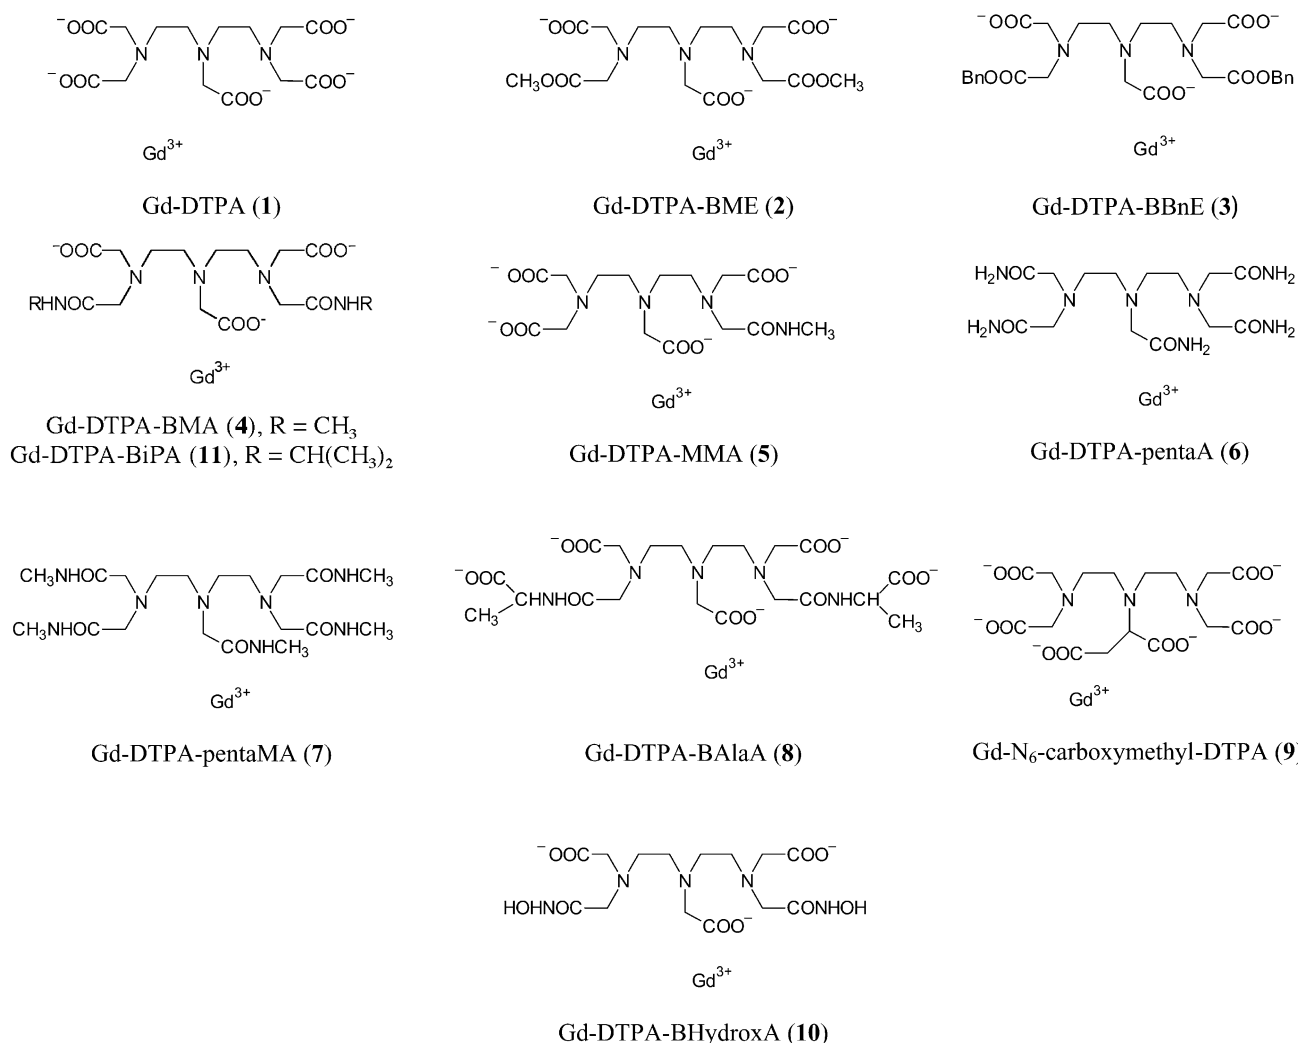 ⁻OOC COO⁻
N N N
⁻OOC COO⁻
COO⁻
Gd³⁺
Gd-DTPA (1)
⁻OOC COO⁻
N N N
CH₃OOC COOCH₃
COO⁻
Gd³⁺
Gd-DTPA-BME (2)
⁻OOC COO⁻
N N N
BnOOC COOBn
COO⁻
Gd³⁺
Gd-DTPA-BBnE (3)
⁻OOC COO⁻
N N N
RHNOC CONHR
COO⁻
Gd³⁺
Gd-DTPA-BMA (4), R = CH₃
Gd-DTPA-BiPA (11), R = CH(CH₃)₂
⁻OOC COO⁻
N N N
⁻OOC CONHCH₃
COO⁻
Gd³⁺
Gd-DTPA-MMA (5)
H₂NOC CONH₂
N N N
H₂NOC CONH₂
CONH₂
Gd³⁺
Gd-DTPA-pentaA (6)
CH₃NHOC CONHCH₃
N N N
CH₃NHOC CONHCH₃
CONHCH₃
Gd³⁺
Gd-DTPA-pentaMA (7)
⁻OOC COO⁻
⁻OOC N N N COO⁻
HNOC CONH
CH₃ COO⁻ CH₃
Gd³⁺
Gd-DTPA-BAlaA (8)
⁻OOC COO⁻
N N N
⁻OOC COO⁻
⁻OOC COO⁻
Gd³⁺
Gd-N₆-carboxymethyl-DTPA (9)
⁻OOC COO⁻
N N N
HOHNOC CONHOH
COO⁻
Gd³⁺
Gd-DTPA-BHydroxA (10)